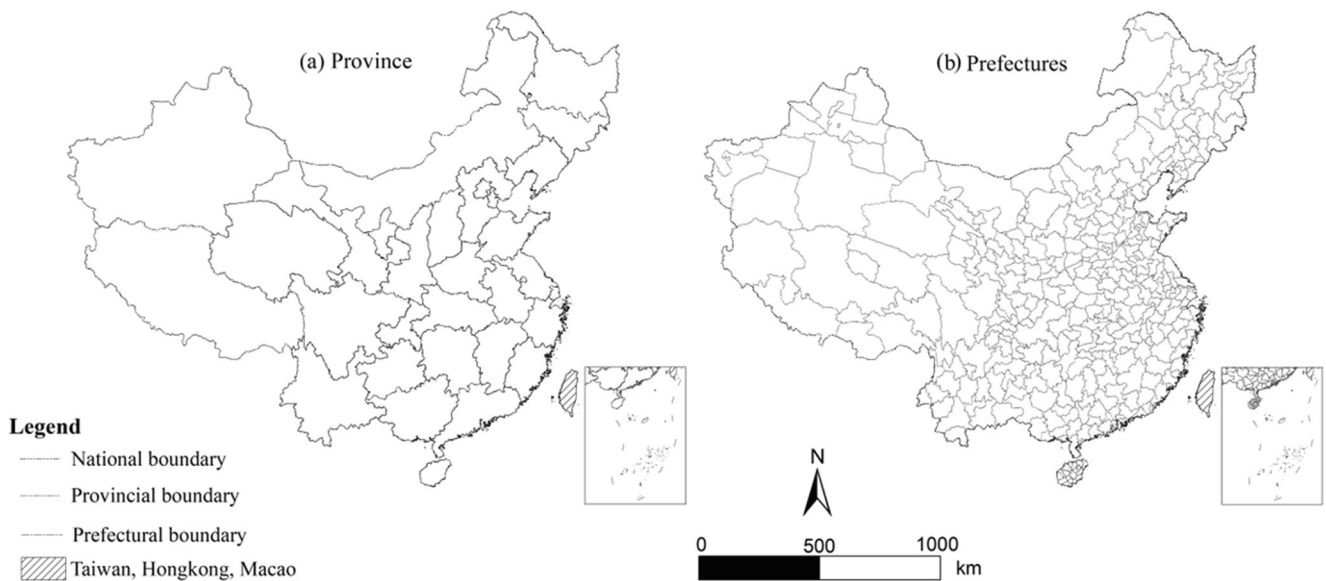 (a) Province
(b) Prefectures
Legend
National boundary
Provincial boundary
Prefectural boundary
Taiwan, Hongkong, Macao
N
0 500 1000
km